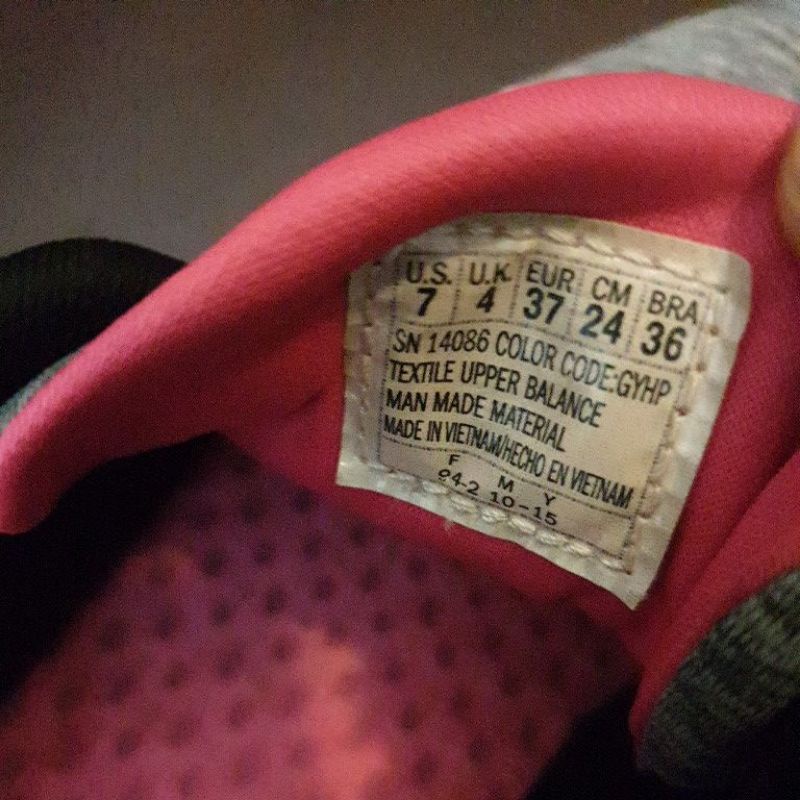 U.S. U.K. EUR CM BRA
7 4 37 24 36
SN 14086 COLOR CODE:GYHP
TEXTILE UPPER BALANCE
MAN MADE MATERIAL
MADE IN VIETNAM/HECHO EN VIETNAM
F M Y
04-2 10-15